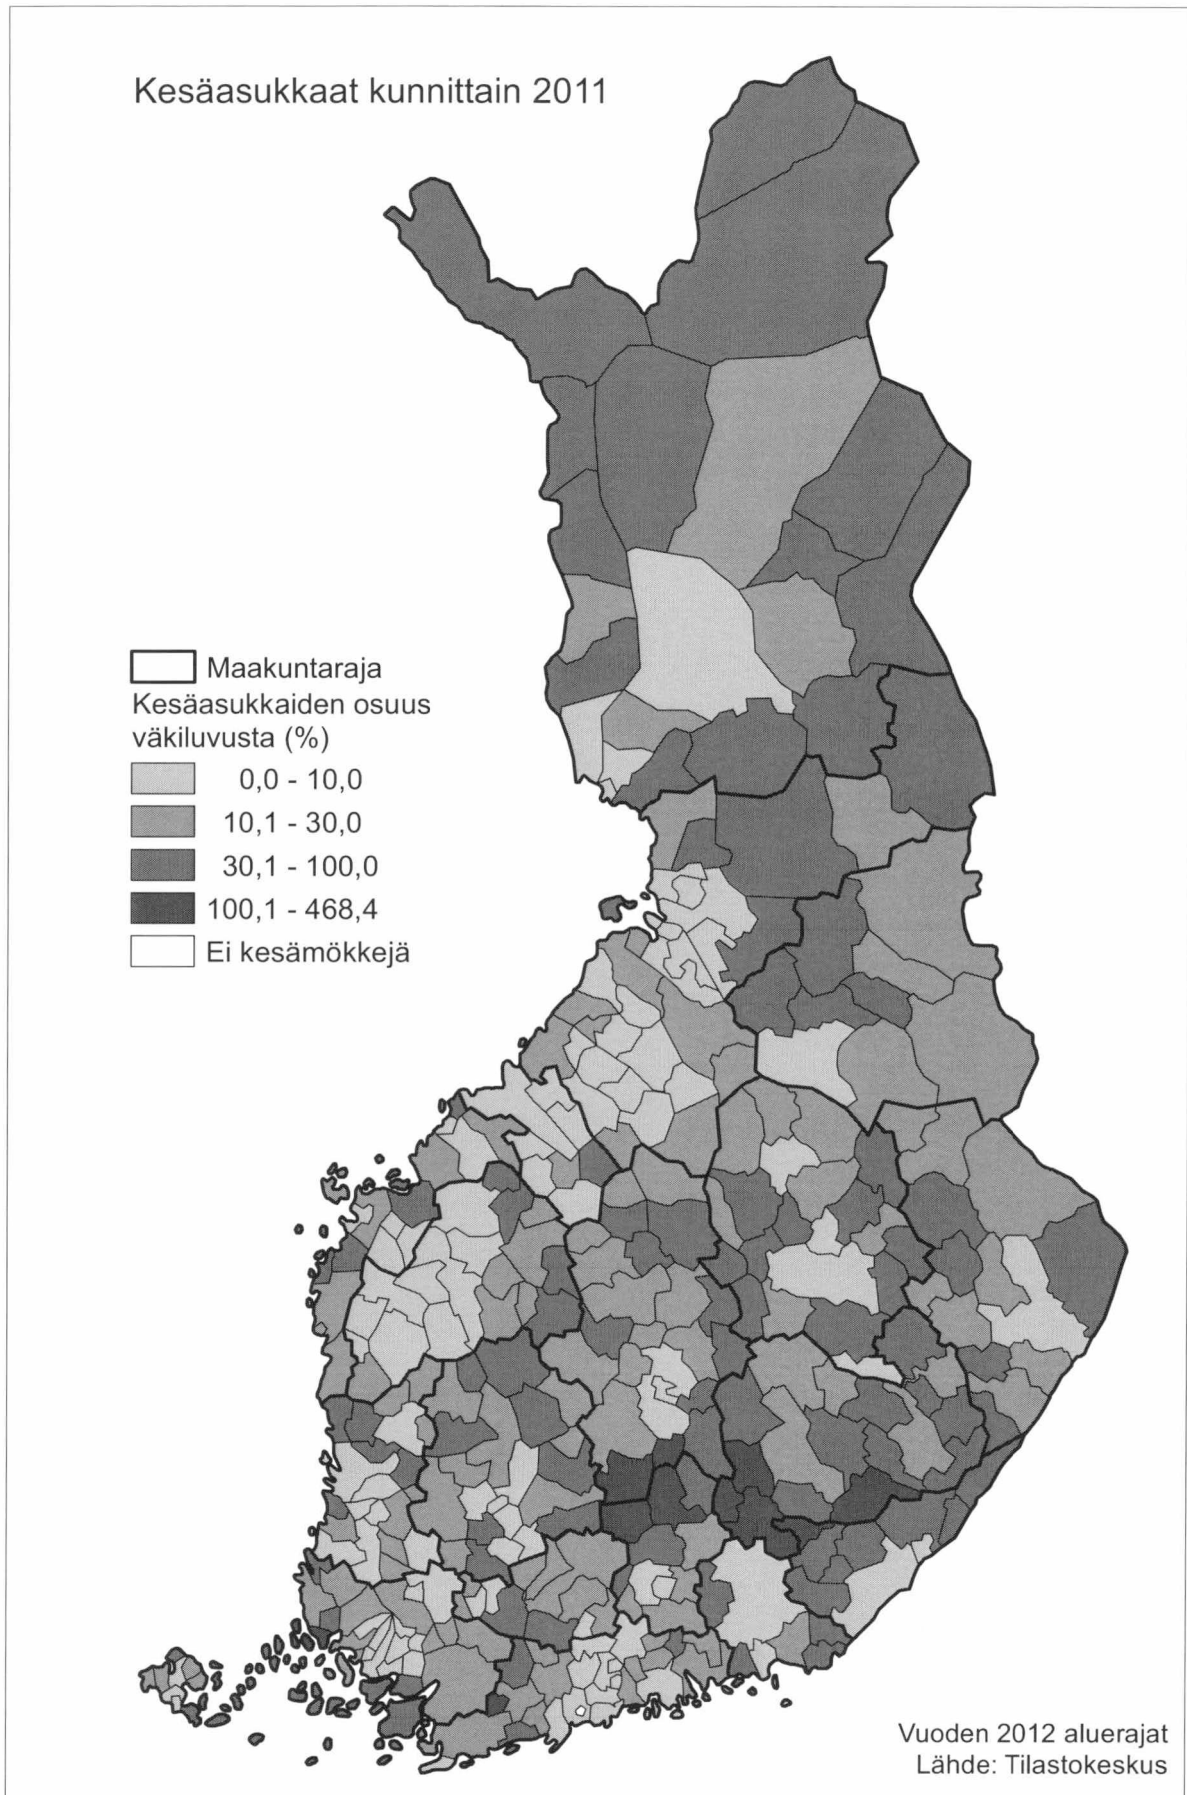 Kesäasukkaat kunnittain 2011
Maakuntaraja
Kesäasukkaiden osuus
väkiluvusta (%)
0,0 - 10,0
10,1 - 30,0
30,1 - 100,0
100,1 - 468,4
Ei kesämökkejä
Vuoden 2012 aluerajat
Lähde: Tilastokeskus